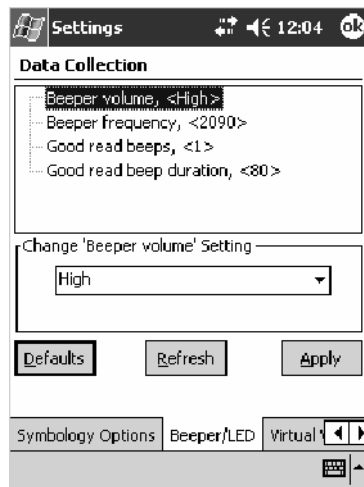 Settings 12:04 ok
Data Collection
Beeper volume, <High>
Beeper frequency, <2090>
Good read beeps, <1>
Good read beep duration, <80>
Change 'Beeper volume' Setting
High
Defaults Refresh Apply
Symbology Options Beeper/LED Virtual